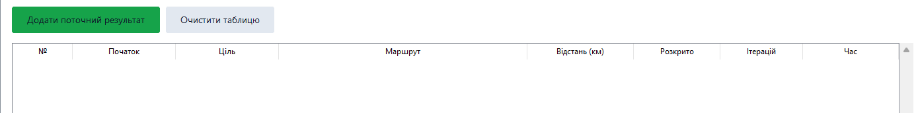 Додати поточний результат Очистити таблицю
№ Початок Ціль Маршрут Відстань (км) Розкрито Ітерацій Час